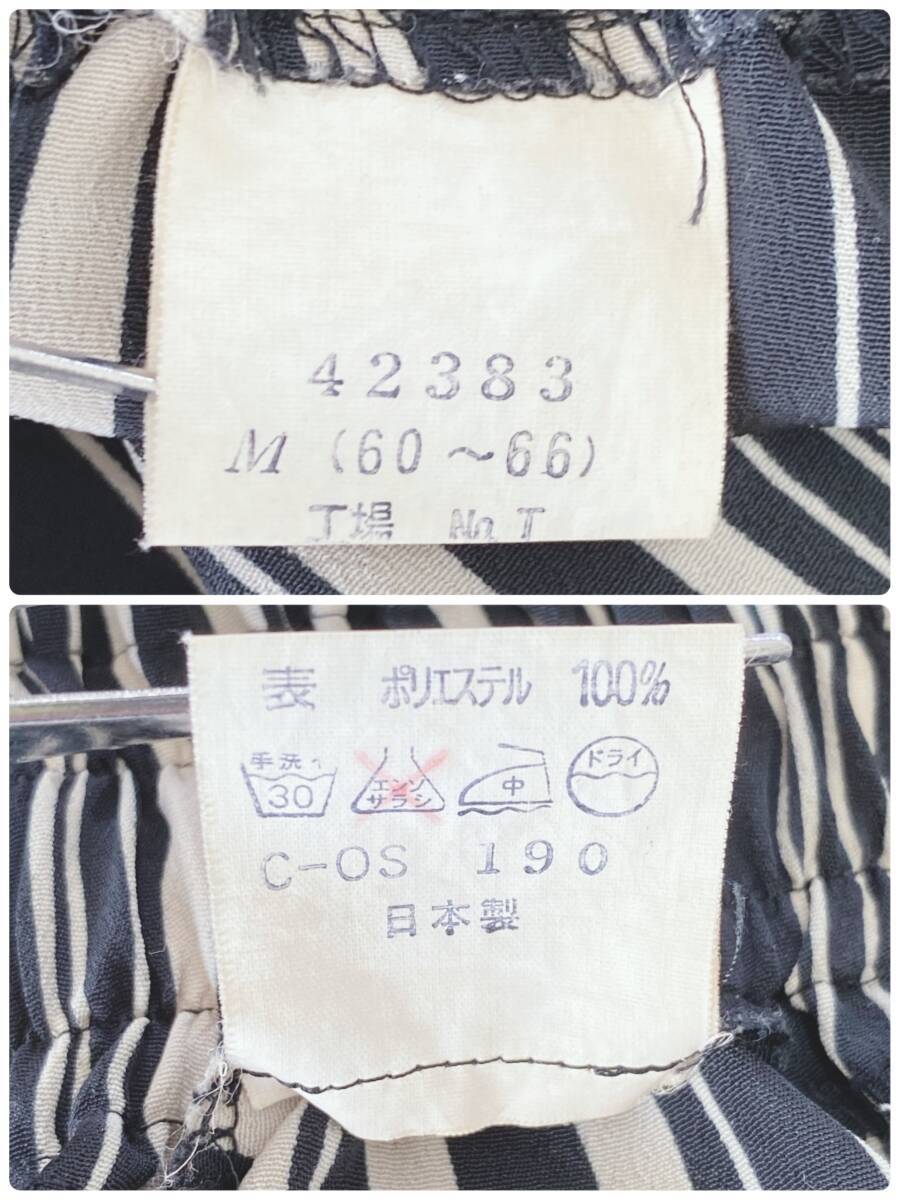 42383
M (60〜66)
工場 No. T
表 ポリエステル 100%
手洗イ
30
エンソ
サラシ
中
ドライ
C-OS 190
日本製